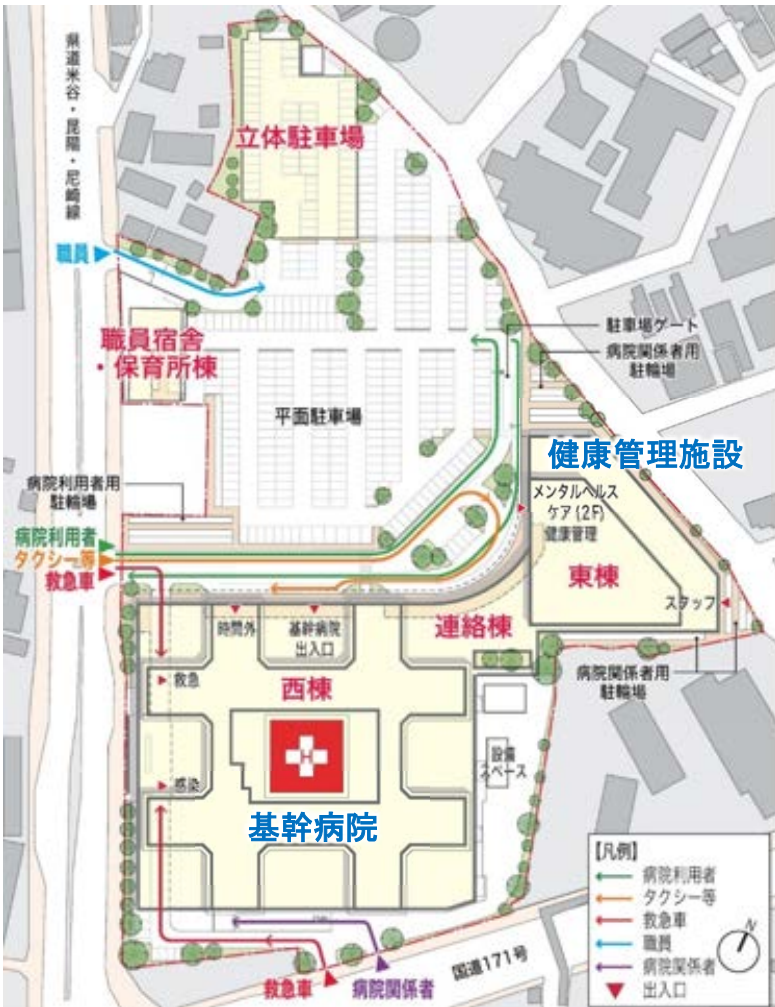 県道米谷・昆陽・尼崎線
立体駐車場
職員
職員宿舎
・保育所棟
駐車場ゲート
病院関係者用
駐輪場
平面駐車場
健康管理施設
病院利用者用
駐輪場
メンタルヘルス
ケア(2F)
健康管理
病院利用者
タクシー等
救急車
東棟
スタッフ
連絡棟
時間外
基幹病院
出入口
病院関係者用
駐輪場
救急
西棟
H
設備
スペース
感染
基幹病院
【凡例】
病院利用者
タクシー等
救急車
職員
病院関係者
出入口
N
国道171号
救急車
病院関係者